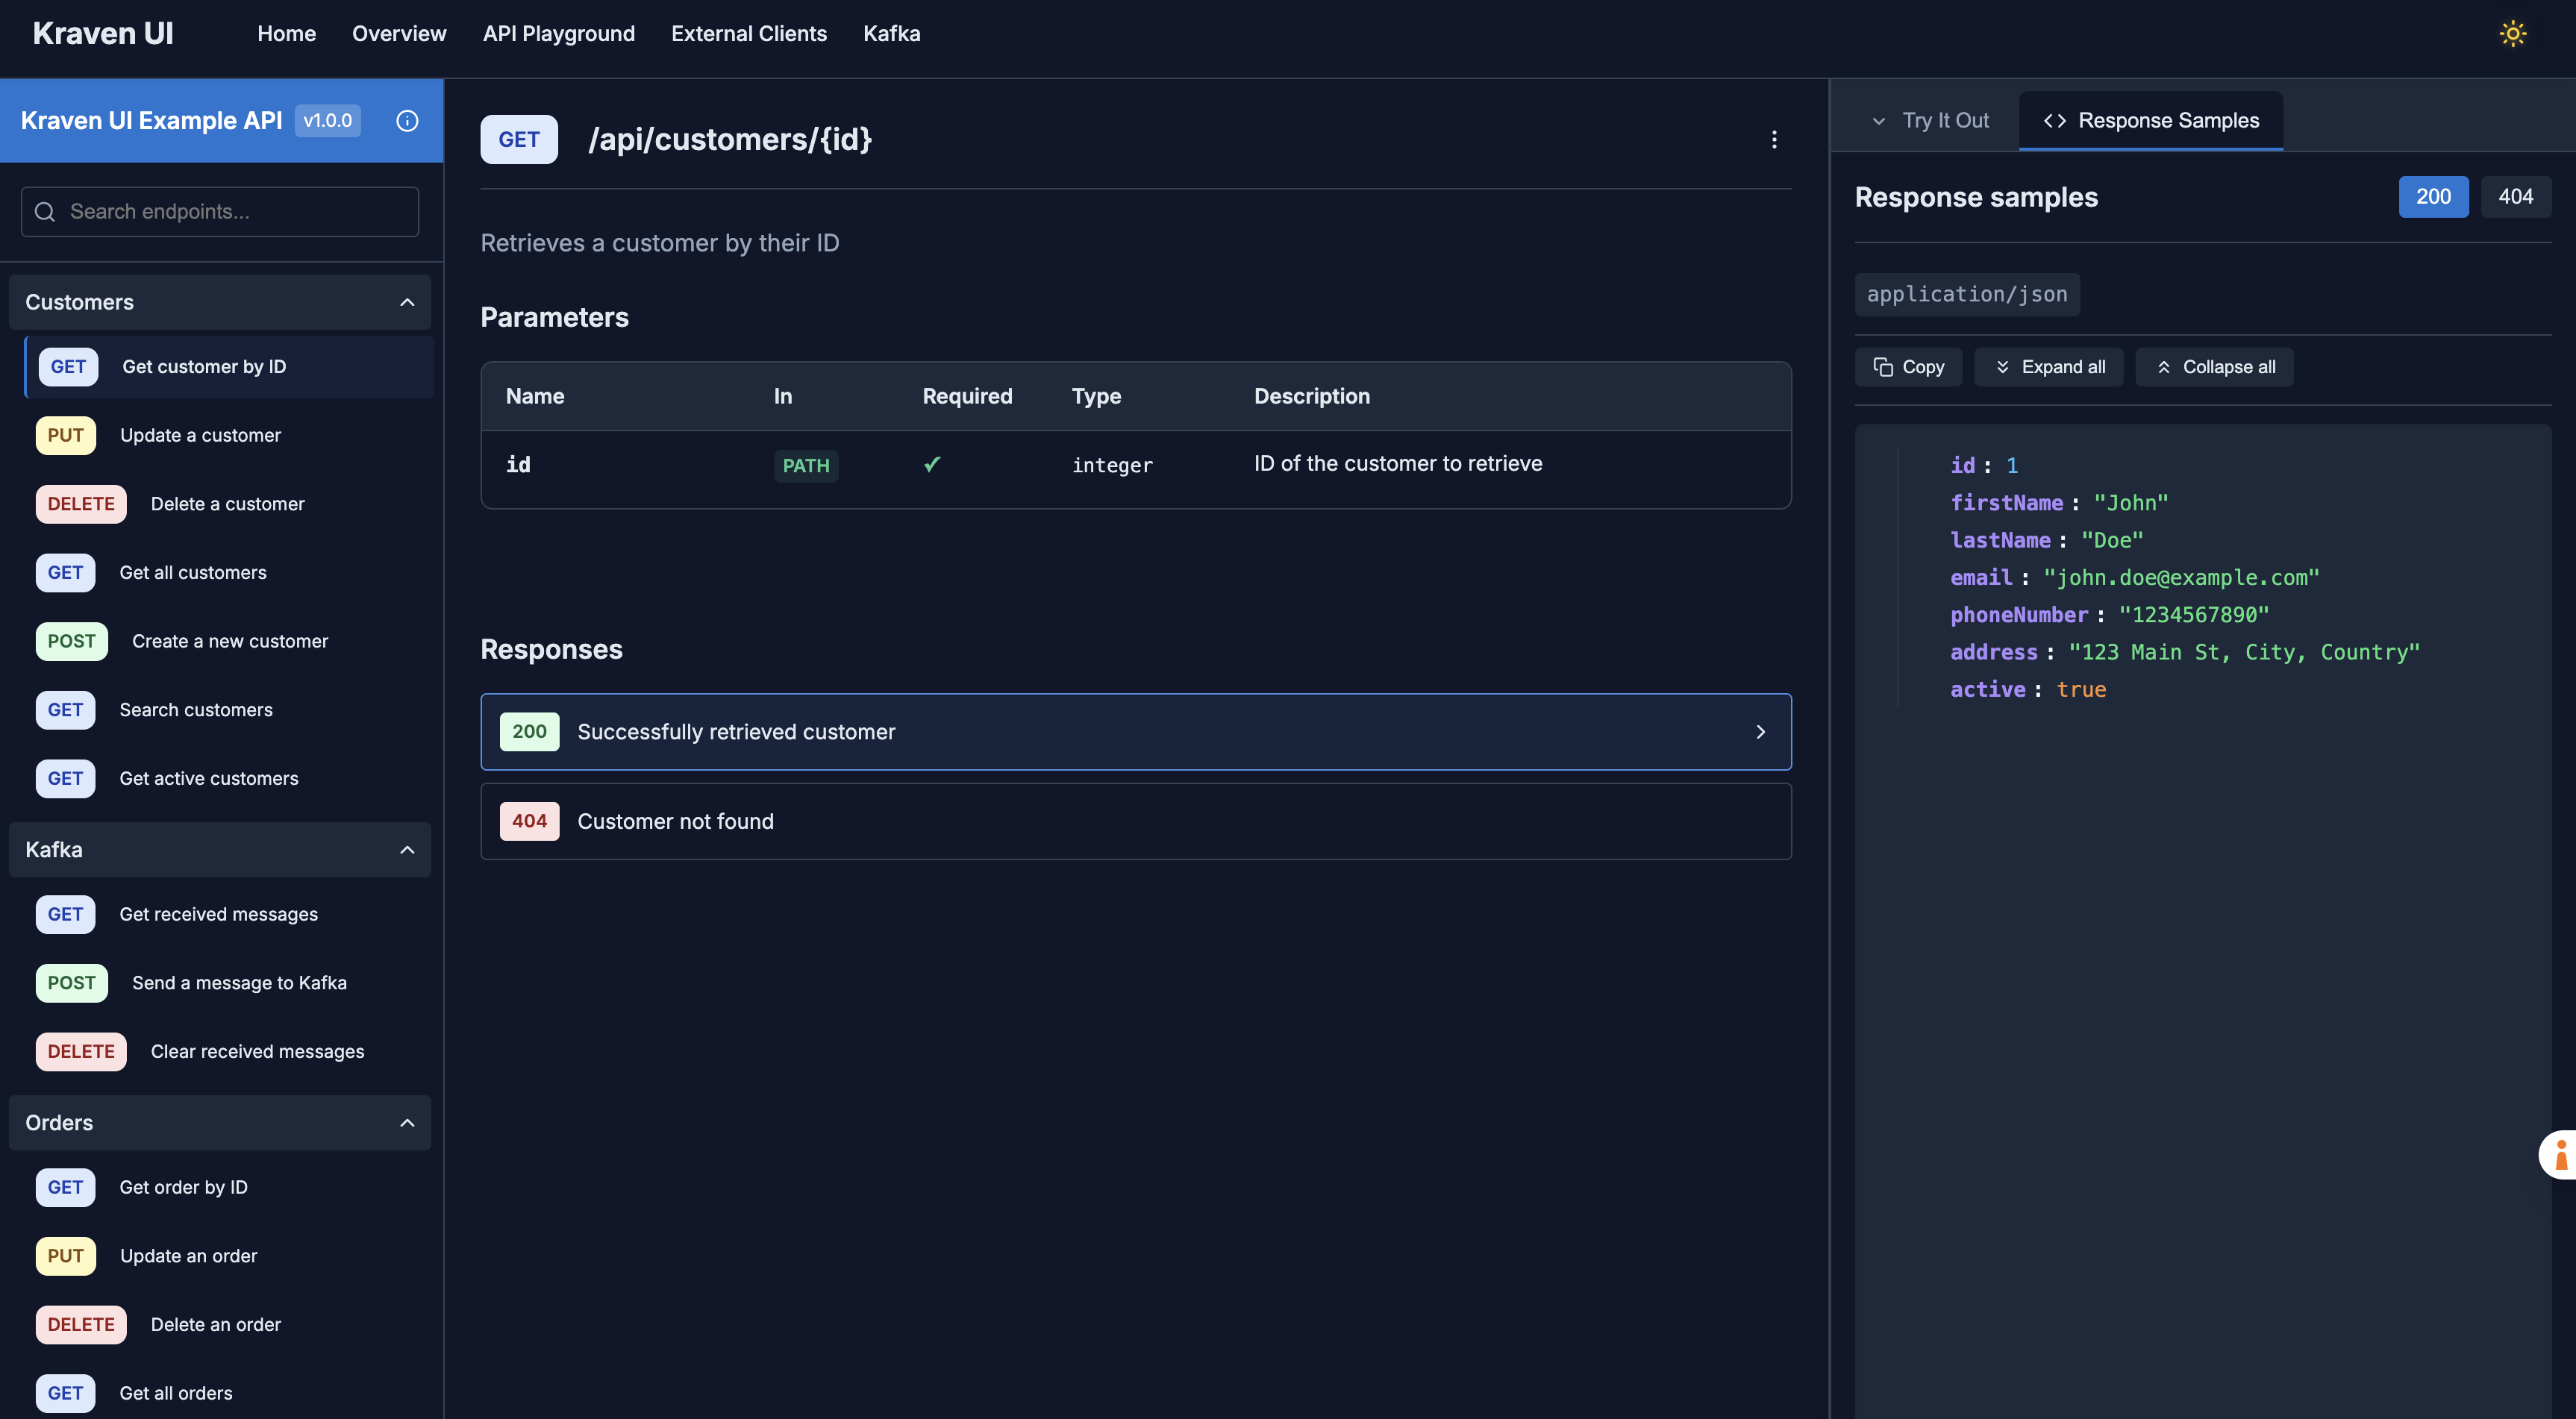 Kraven UI
Home
Overview
API Playground
External Clients
Kafka
Kraven UI Example API
v1.0.0
Search endpoints...
Customers
GET Get customer by ID
PUT Update a customer
DELETE Delete a customer
GET Get all customers
POST Create a new customer
GET Search customers
GET Get active customers
Kafka
GET Get received messages
POST Send a message to Kafka
DELETE Clear received messages
Orders
GET Get order by ID
PUT Update an order
DELETE Delete an order
GET Get all orders
GET /api/customers/{id}
Retrieves a customer by their ID
Parameters
Name In Required Type Description
id PATH ✓ integer ID of the customer to retrieve
Responses
200 Successfully retrieved customer
404 Customer not found
Try It Out
<> Response Samples
Response samples
200 404
application/json
Copy
Expand all
Collapse all
id : 1
firstName : "John"
lastName : "Doe"
email : "john.doe@example.com"
phoneNumber : "1234567890"
address : "123 Main St, City, Country"
active : true